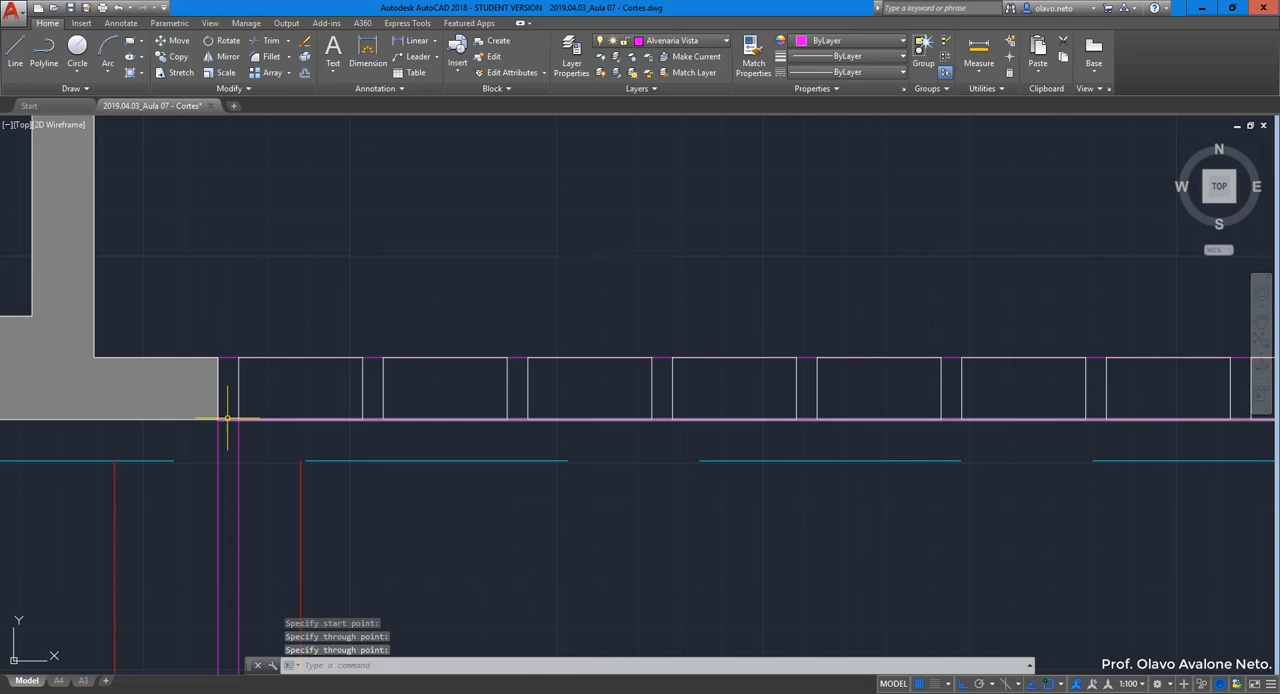 Autodesk AutoCAD 2018 - STUDENT VERSION 2019.04.03_Aula 07 - Cortes.dwg
Type a keyword or phrase
olavo.neto
Home Insert Annotate Parametric View Manage Output Add-ins A360 Express Tools Featured Apps
Line Polyline Circle Arc
Move Rotate Trim
Copy Mirror Fillet
Stretch Scale Array
Text Dimension
Linear
Leader
Table
Insert
Create
Edit
Edit Attributes
Layer Properties
Alvenaria Vista
Make Current
Match Layer
Match Properties
ByLayer
ByLayer
ByLayer
Group
Measure
Paste
Base
Draw Modify Annotation Block Layers Properties Groups Utilities Clipboard View
Start 2019.04.03_Aula 07 - Cortes*
[−][Top][2D Wireframe]
N
W TOP E
S
WCS
Y
X
Specify start point:
Specify through point:
Specify through point:
Type a command
Prof. Olavo Avalone Neto.
Model A4 A3
MODEL 1:100